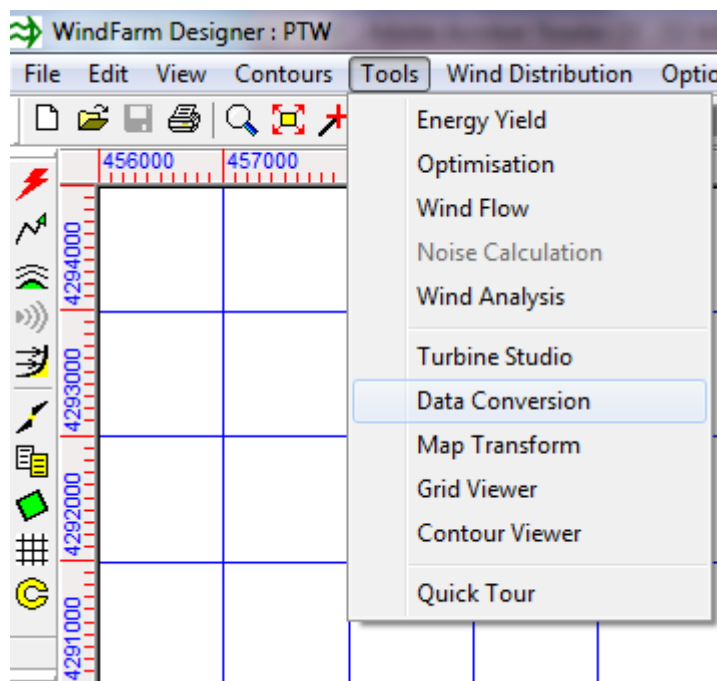 WindFarm Designer : PTW
File Edit View Contours Tools Wind Distribution Optio
456000 457000
Energy Yield
Optimisation
Wind Flow
Noise Calculation
Wind Analysis
Turbine Studio
Data Conversion
Map Transform
Grid Viewer
Contour Viewer
Quick Tour
4294000
4293000
4292000
4291000